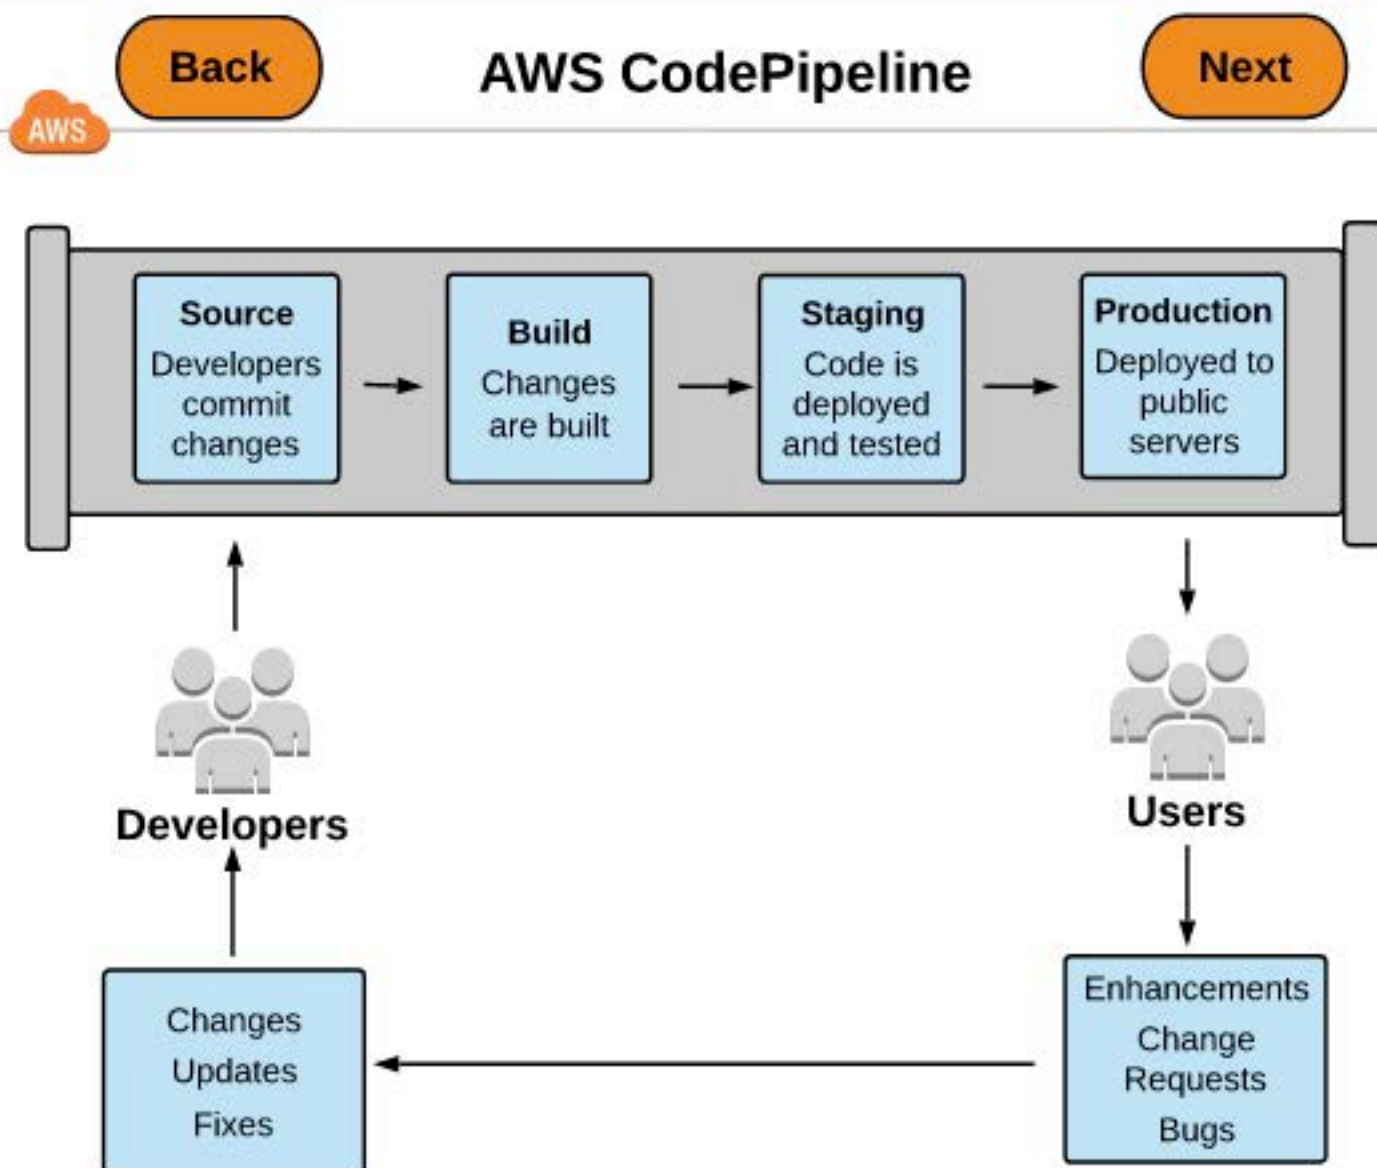 Back
AWS CodePipeline
Next
AWS
Source
Developers
commit
changes
Build
Changes
are built
Staging
Code is
deployed
and tested
Production
Deployed to
public
servers
Developers
Users
Changes
Updates
Fixes
Enhancements
Change
Requests
Bugs